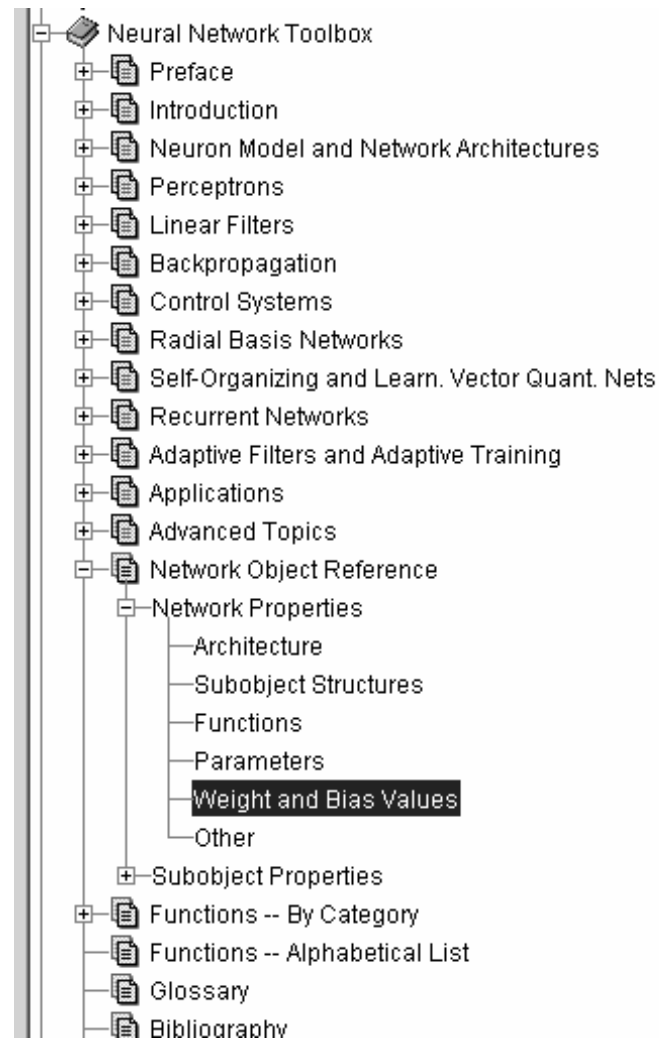 Neural Network Toolbox
Preface
Introduction
Neuron Model and Network Architectures
Perceptrons
Linear Filters
Backpropagation
Control Systems
Radial Basis Networks
Self-Organizing and Learn. Vector Quant. Nets
Recurrent Networks
Adaptive Filters and Adaptive Training
Applications
Advanced Topics
Network Object Reference
Network Properties
Architecture
Subobject Structures
Functions
Parameters
Weight and Bias Values
Other
Subobject Properties
Functions -- By Category
Functions -- Alphabetical List
Glossary
Bibliography